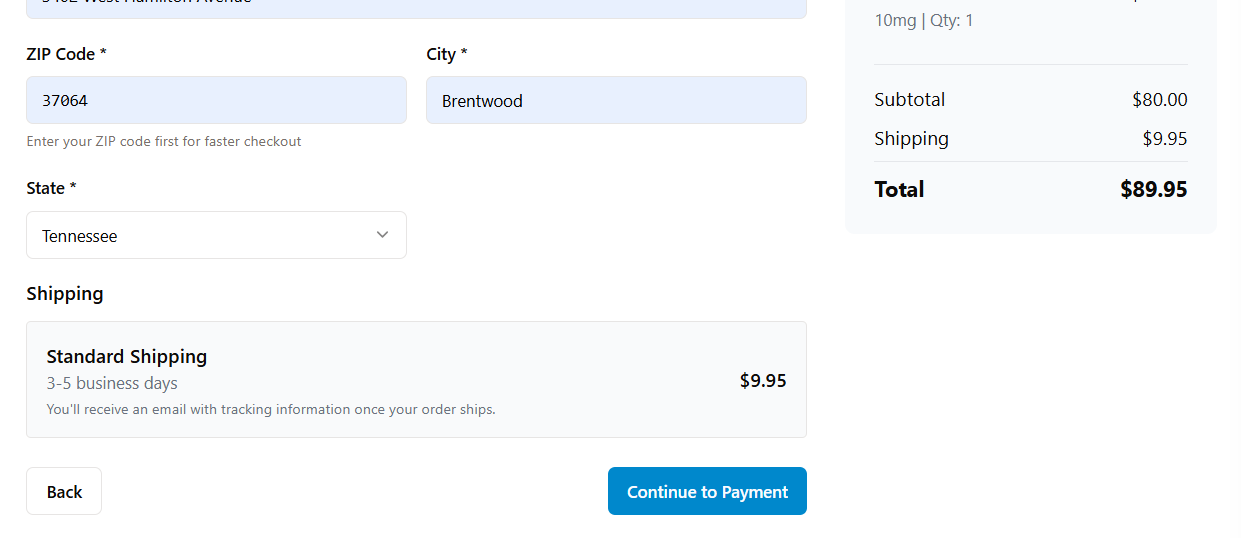 ZIP Code *
City *
37064
Brentwood
Enter your ZIP code first for faster checkout
State *
Tennessee
Shipping
Standard Shipping
3-5 business days
You'll receive an email with tracking information once your order ships.
$9.95
Back
Continue to Payment
10mg | Qty: 1
Subtotal $80.00
Shipping $9.95
Total $89.95